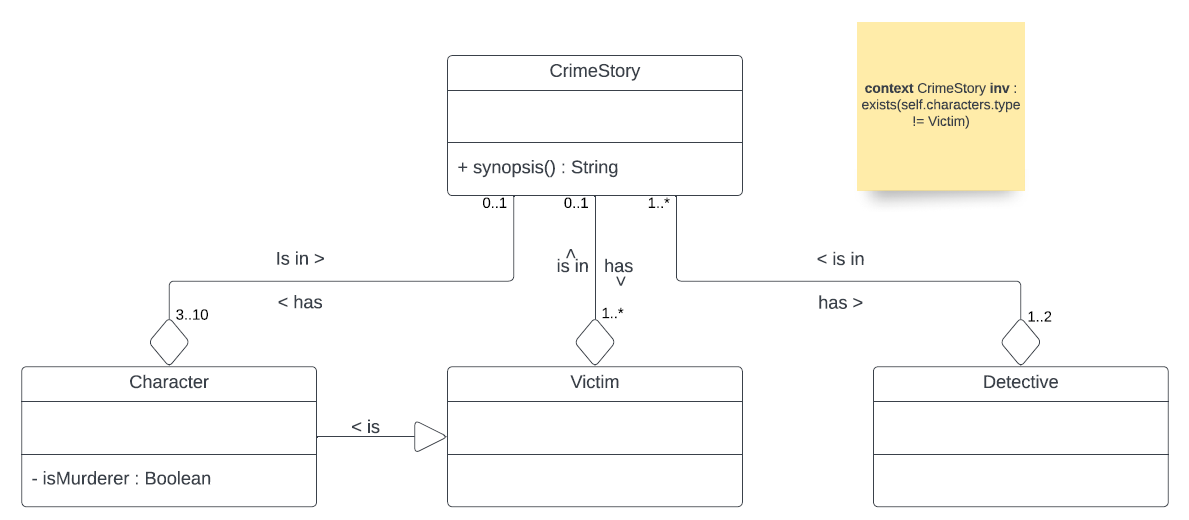 CrimeStory
+ synopsis() : String
context CrimeStory inv :
exists(self.characters.type
!= Victim)
0..1
0..1
1..*
Is in >
< has
^
is in
has
v
< is in
has >
3..10
1..*
1..2
Character
- isMurderer : Boolean
< is
Victim
Detective